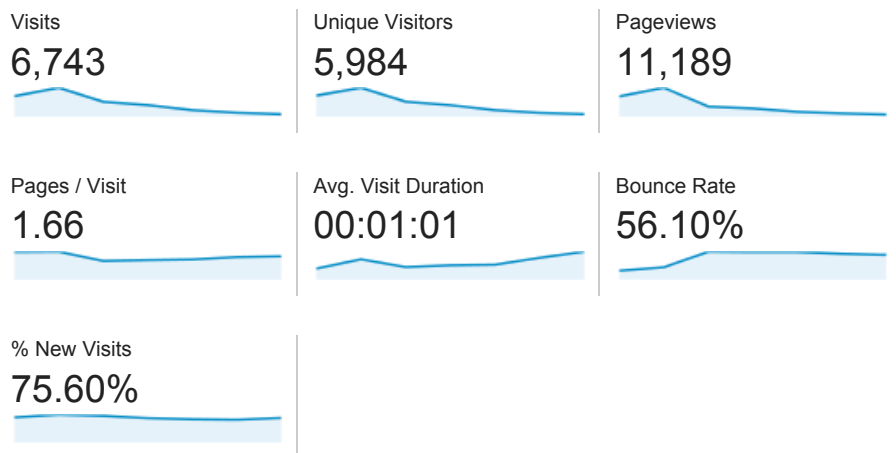 Visits
6,743
Unique Visitors
5,984
Pageviews
11,189
Pages / Visit
1.66
Avg. Visit Duration
00:01:01
Bounce Rate
56.10%
% New Visits
75.60%